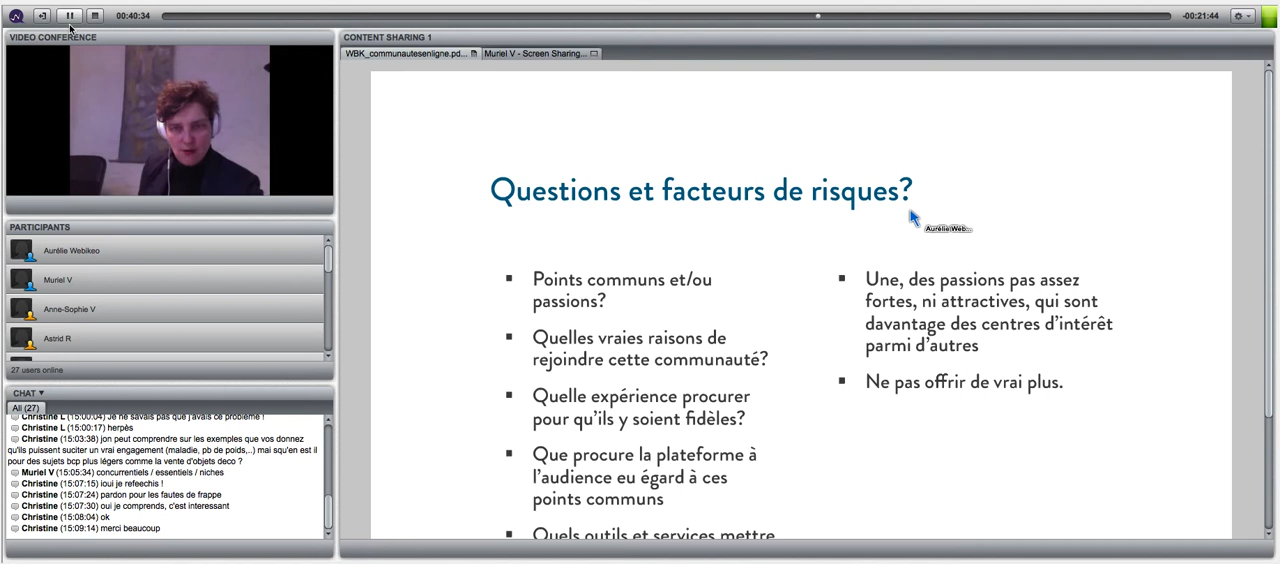 00:40:34
-00:21:44
VIDEO CONFERENCE
CONTENT SHARING 1
WBK_communautesenligne.pd...
Muriel V - Screen Sharing...
PARTICIPANTS
Aurélie Webikeo
Muriel V
Anne-Sophie V
Astrid R
27 users online
CHAT
All (27)
Christine L (15:00:04) Je ne savais pas que j'avais ce problème !
Christine L (15:00:17) herpès
Christine (15:03:38) jon peut comprendre sur les exemples que vos donnez
qu'ils puissent suciter un vrai engagement (maladie, pb de poids,..) mai squ'en est il
pour des sujets bcp plus légers comme la vente d'objets deco ?
Muriel V (15:05:34) concurrentiels / essentiels / niches
Christine (15:07:15) ioui je refeechis !
Christine (15:07:24) pardon pour les fautes de frappe
Christine (15:07:30) oui je comprends, c'est interessant
Christine (15:08:04) ok
Christine (15:09:14) merci beaucoup
Questions et facteurs de risques?
Aurélie Web...
Points communs et/ou
passions?
Quelles vraies raisons de
rejoindre cette communauté?
Quelle expérience procurer
pour qu'ils y soient fidèles?
Que procure la plateforme à
l'audience eu égard à ces
points communs
Quels outils et services mettre
Une, des passions pas assez
fortes, ni attractives, qui sont
davantage des centres d'intérêt
parmi d'autres
Ne pas offrir de vrai plus.